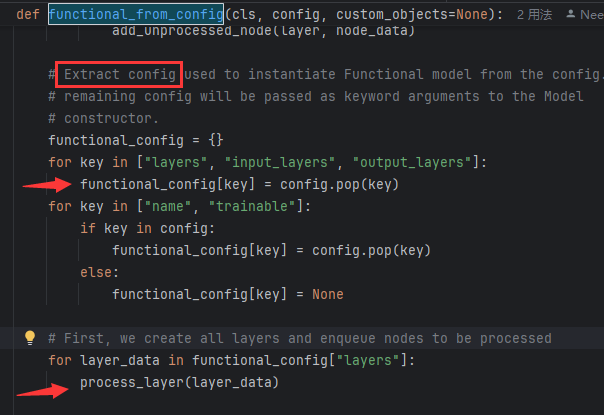 def functional_from_config(cls, config, custom_objects=None): 2 用法 Nee
add_unprocessed_node(layer, node_data)
# Extract config used to instantiate Functional model from the config.
# remaining config will be passed as keyword arguments to the Model
# constructor.
functional_config = {}
for key in ["layers", "input_layers", "output_layers"]:
functional_config[key] = config.pop(key)
for key in ["name", "trainable"]:
if key in config:
functional_config[key] = config.pop(key)
else:
functional_config[key] = None
# First, we create all layers and enqueue nodes to be processed
for layer_data in functional_config["layers"]:
process_layer(layer_data)